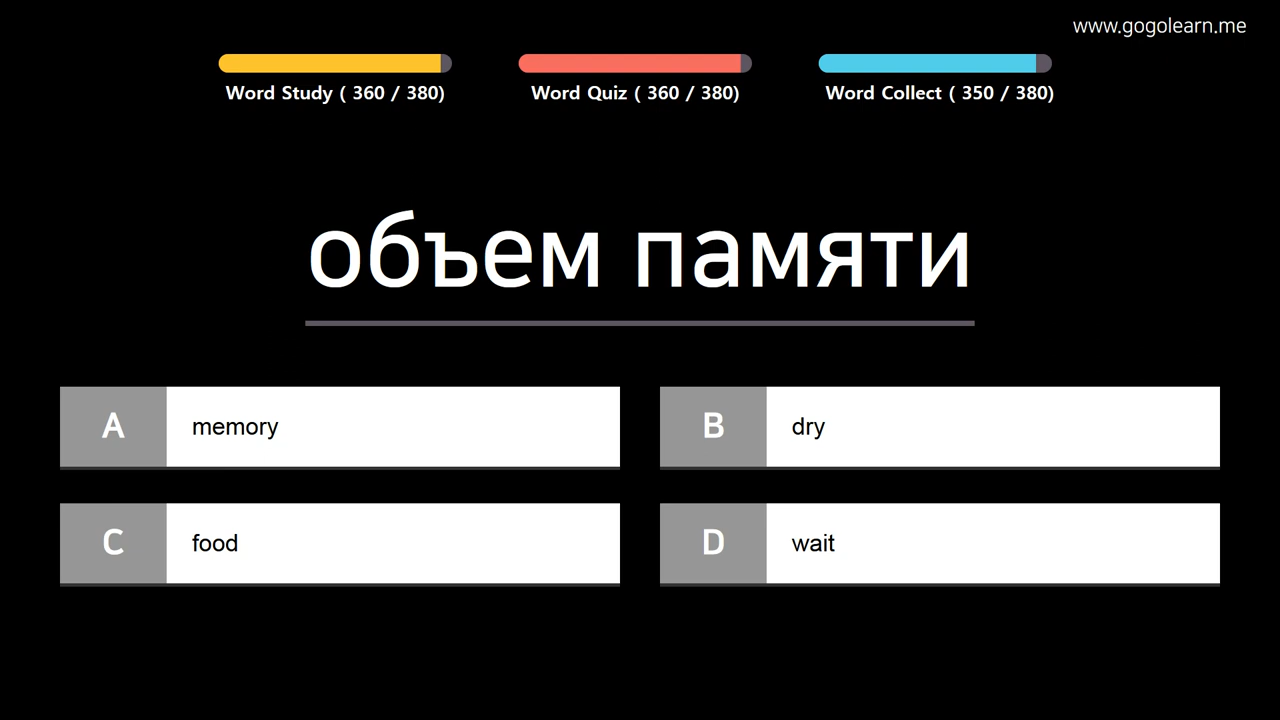 www.gogolearn.me
Word Study ( 360 / 380)
Word Quiz ( 360 / 380)
Word Collect ( 350 / 380)
объем памяти
A memory
B dry
C food
D wait